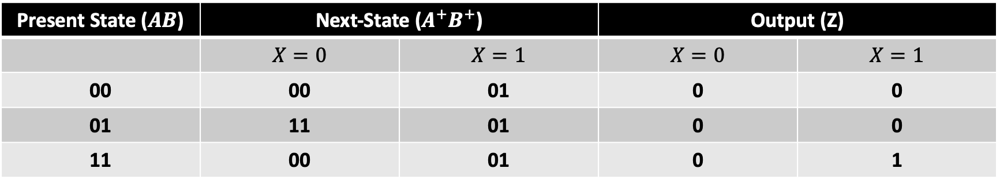 Present State (AB) Next-State (A⁺B⁺) Output (Z)
X = 0 X = 1 X = 0 X = 1
00 00 01 0 0
01 11 01 0 0
11 00 01 0 1